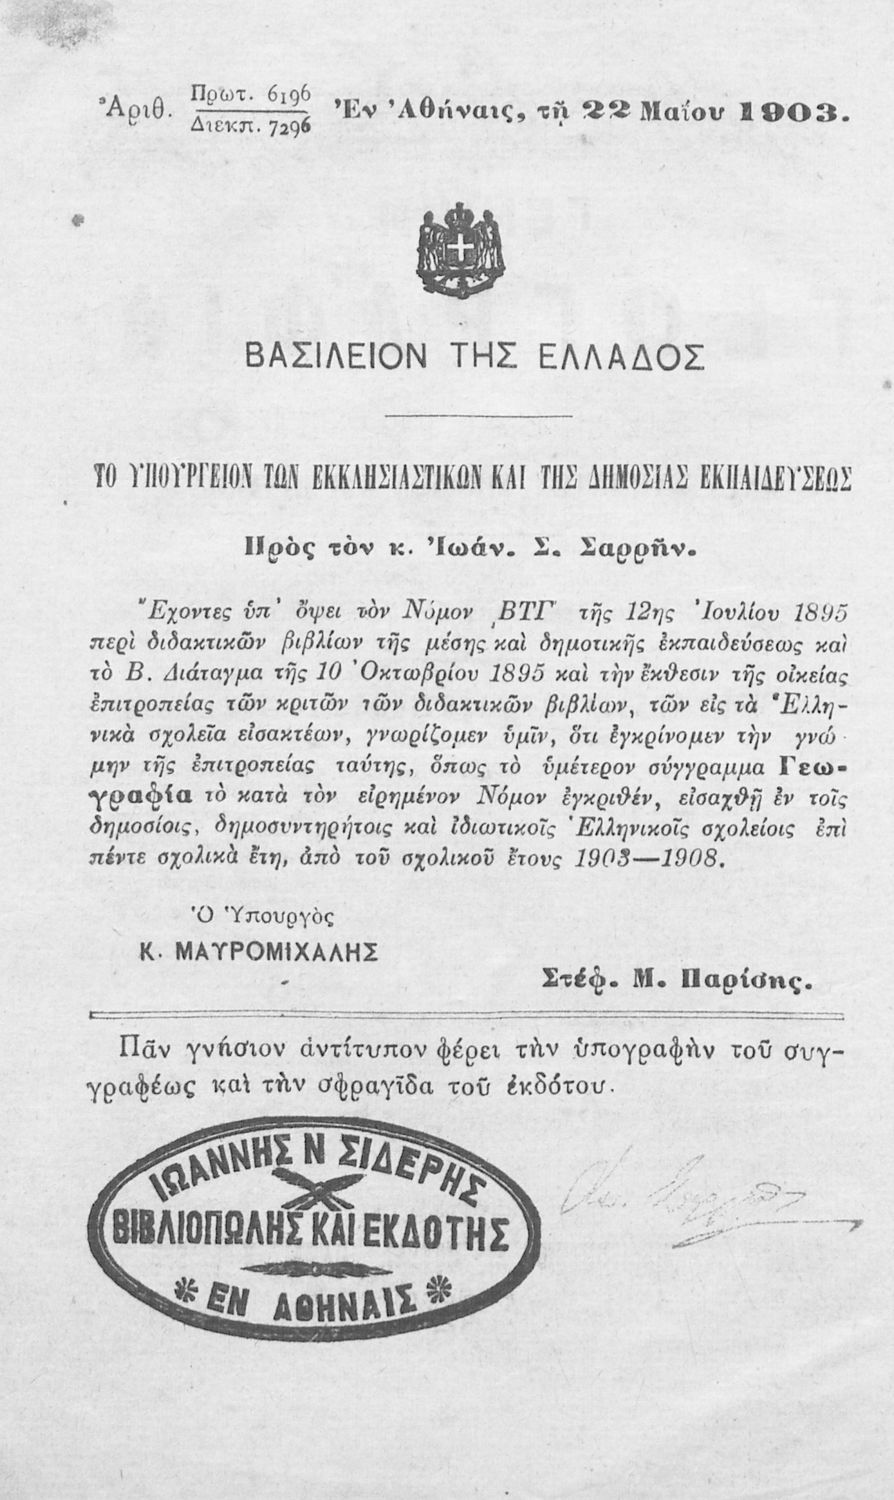 Ἀριθ. Πρωτ. 6196 Ἐν Ἀθήναις, τῇ 22 Μαΐου 1903.
Διεκπ. 7296
ΒΑΣΙΛΕΙΟΝ ΤΗΣ ΕΛΛΑΔΟΣ
ΤΟ ΥΠΟΥΡΓΕΙΟΝ ΤΩΝ ΕΚΚΛΗΣΙΑΣΤΙΚΩΝ ΚΑΙ ΤΗΣ ΔΗΜΟΣΙΑΣ ΕΚΠΑΙΔΕΥΣΕΩΣ
Πρὸς τὸν κ. Ἰωάν. Σ. Σαρρῆν.
Ἔχοντες ὑπ' ὄψει τὸν Νόμον ͵ΒΤΓ' τῆς 12ης Ἰουλίου 1895
περὶ διδακτικῶν βιβλίων τῆς μέσης καὶ δημοτικῆς ἐκπαιδεύσεως καὶ
τὸ Β. Διάταγμα τῆς 10 Ὀκτωβρίου 1895 καὶ τὴν ἔκθεσιν τῆς οἰκείας
ἐπιτροπείας τῶν κριτῶν τῶν διδακτικῶν βιβλίων, τῶν εἰς τὰ Ἑλλη-
νικὰ σχολεῖα εἰσακτέων, γνωρίζομεν ὑμῖν, ὅτι ἐγκρίνομεν τὴν γνώ-
μην τῆς ἐπιτροπείας ταύτης, ὅπως τὸ ὑμέτερον σύγγραμμα Γεω-
γραφία τὸ κατὰ τὸν εἰρημένον Νόμον ἐγκριθέν, εἰσαχθῇ ἐν τοῖς
δημοσίοις, δημοσυντηρήτοις καὶ ἰδιωτικοῖς Ἑλληνικοῖς σχολείοις ἐπὶ
πέντε σχολικὰ ἔτη, ἀπὸ τοῦ σχολικοῦ ἔτους 1903—1908.
Ὁ Ὑπουργὸς
Κ. ΜΑΥΡΟΜΙΧΑΛΗΣ
Στέφ. Μ. Παρίσης.
Πᾶν γνήσιον ἀντίτυπον φέρει τὴν ὑπογραφὴν τοῦ συγ-
γραφέως καὶ τὴν σφραγῖδα τοῦ ἐκδότου.
ΙΩΑΝΝΗΣ Ν ΣΙΔΕΡΗΣ
ΒΙΒΛΙΟΠΩΛΗΣ ΚΑΙ ΕΚΔΟΤΗΣ
ΕΝ ΑΘΗΝΑΙΣ